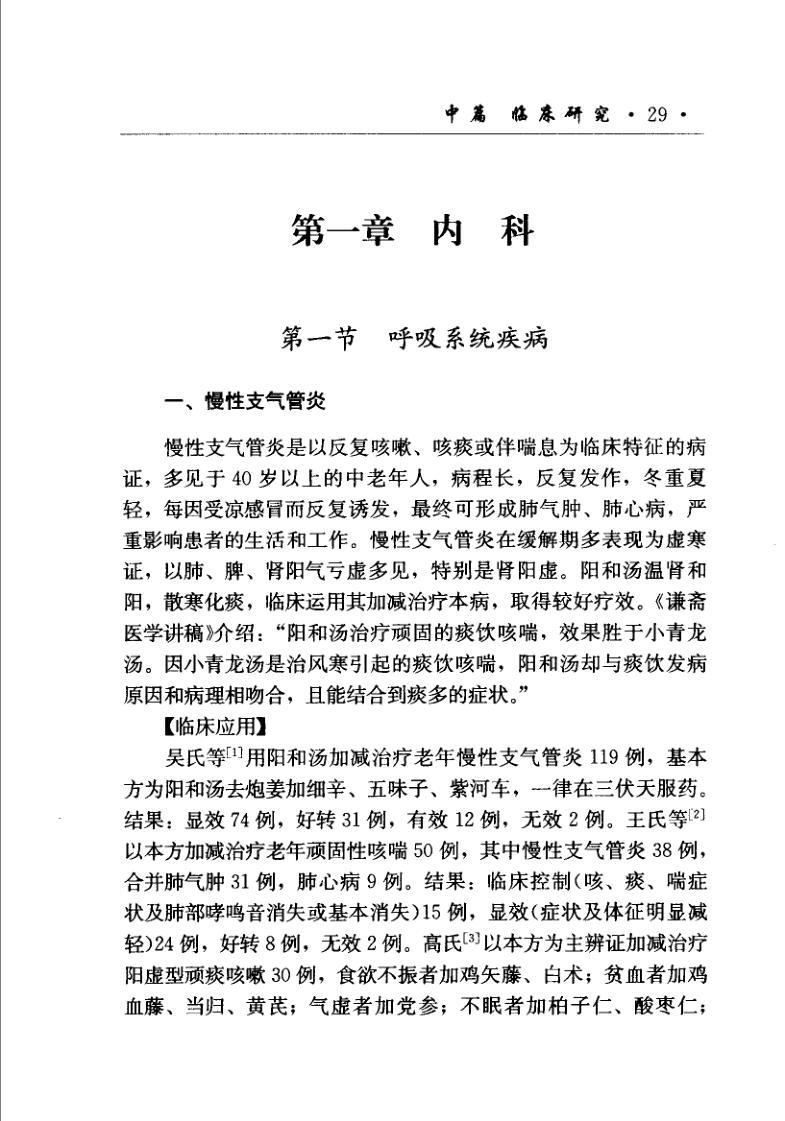 中篇 临床研究 · 29 ·
第一章 内 科
第一节 呼吸系统疾病
一、慢性支气管炎
慢性支气管炎是以反复咳嗽、咳痰或伴喘息为临床特征的病
证，多见于 40 岁以上的中老年人，病程长，反复发作，冬重夏
轻，每因受凉感冒而反复诱发，最终可形成肺气肿、肺心病，严
重影响患者的生活和工作。慢性支气管炎在缓解期多表现为虚寒
证，以肺、脾、肾阳气亏虚多见，特别是肾阳虚。阳和汤温肾和
阳，散寒化痰，临床运用其加减治疗本病，取得较好疗效。《谦斋
医学讲稿》介绍：“阳和汤治疗顽固的痰饮咳喘，效果胜于小青龙
汤。因小青龙汤是治风寒引起的痰饮咳喘，阳和汤却与痰饮发病
原因和病理相吻合，且能结合到痰多的症状。”
【临床应用】
吴氏等[1]用阳和汤加减治疗老年慢性支气管炎 119 例，基本
方为阳和汤去炮姜加细辛、五味子、紫河车，一律在三伏天服药。
结果：显效 74 例，好转 31 例，有效 12 例，无效 2 例。王氏等[2]
以本方加减治疗老年顽固性咳喘 50 例，其中慢性支气管炎 38 例，
合并肺气肿 31 例，肺心病 9 例。结果：临床控制(咳、痰、喘症
状及肺部哮鸣音消失或基本消失)15 例，显效(症状及体征明显减
轻)24 例，好转 8 例，无效 2 例。高氏[3]以本方为主辨证加减治疗
阳虚型顽痰咳嗽 30 例，食欲不振者加鸡矢藤、白术；贫血者加鸡
血藤、当归、黄芪；气虚者加党参；不眠者加柏子仁、酸枣仁；